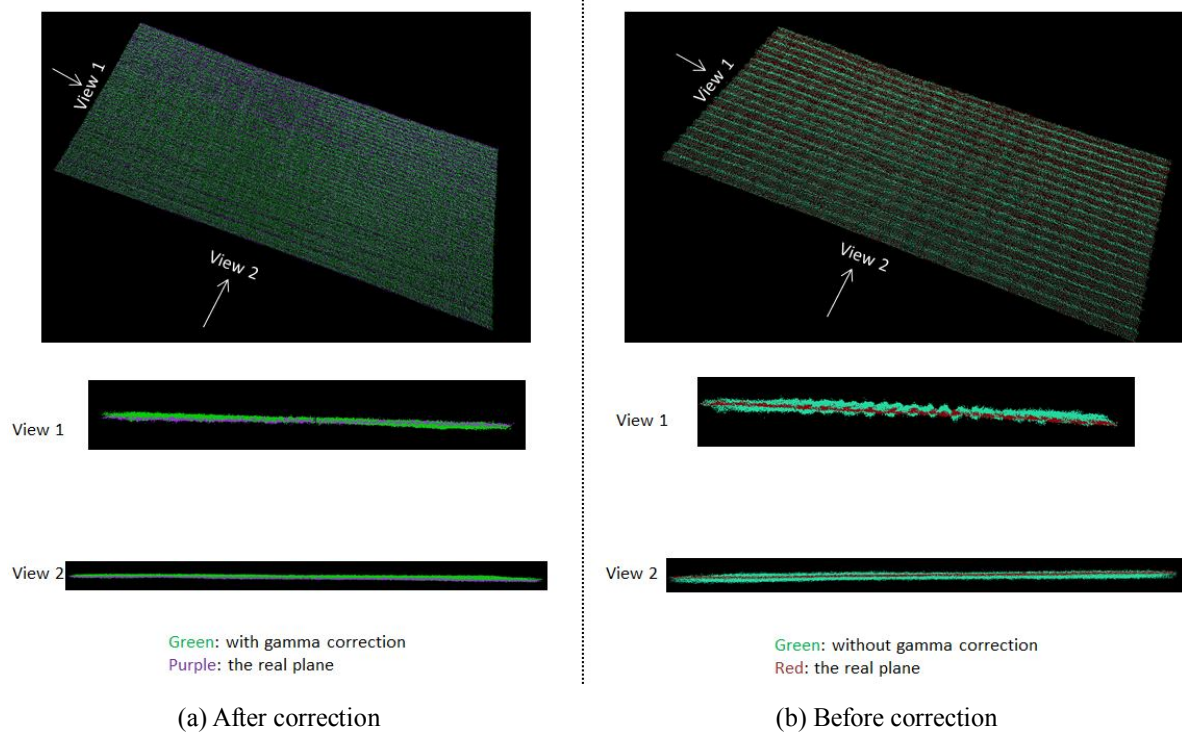 View 1
View 2
View 1
View 2
Green: with gamma correction
Purple: the real plane
(a) After correction
View 1
View 2
View 1
View 2
Green: without gamma correction
Red: the real plane
(b) Before correction